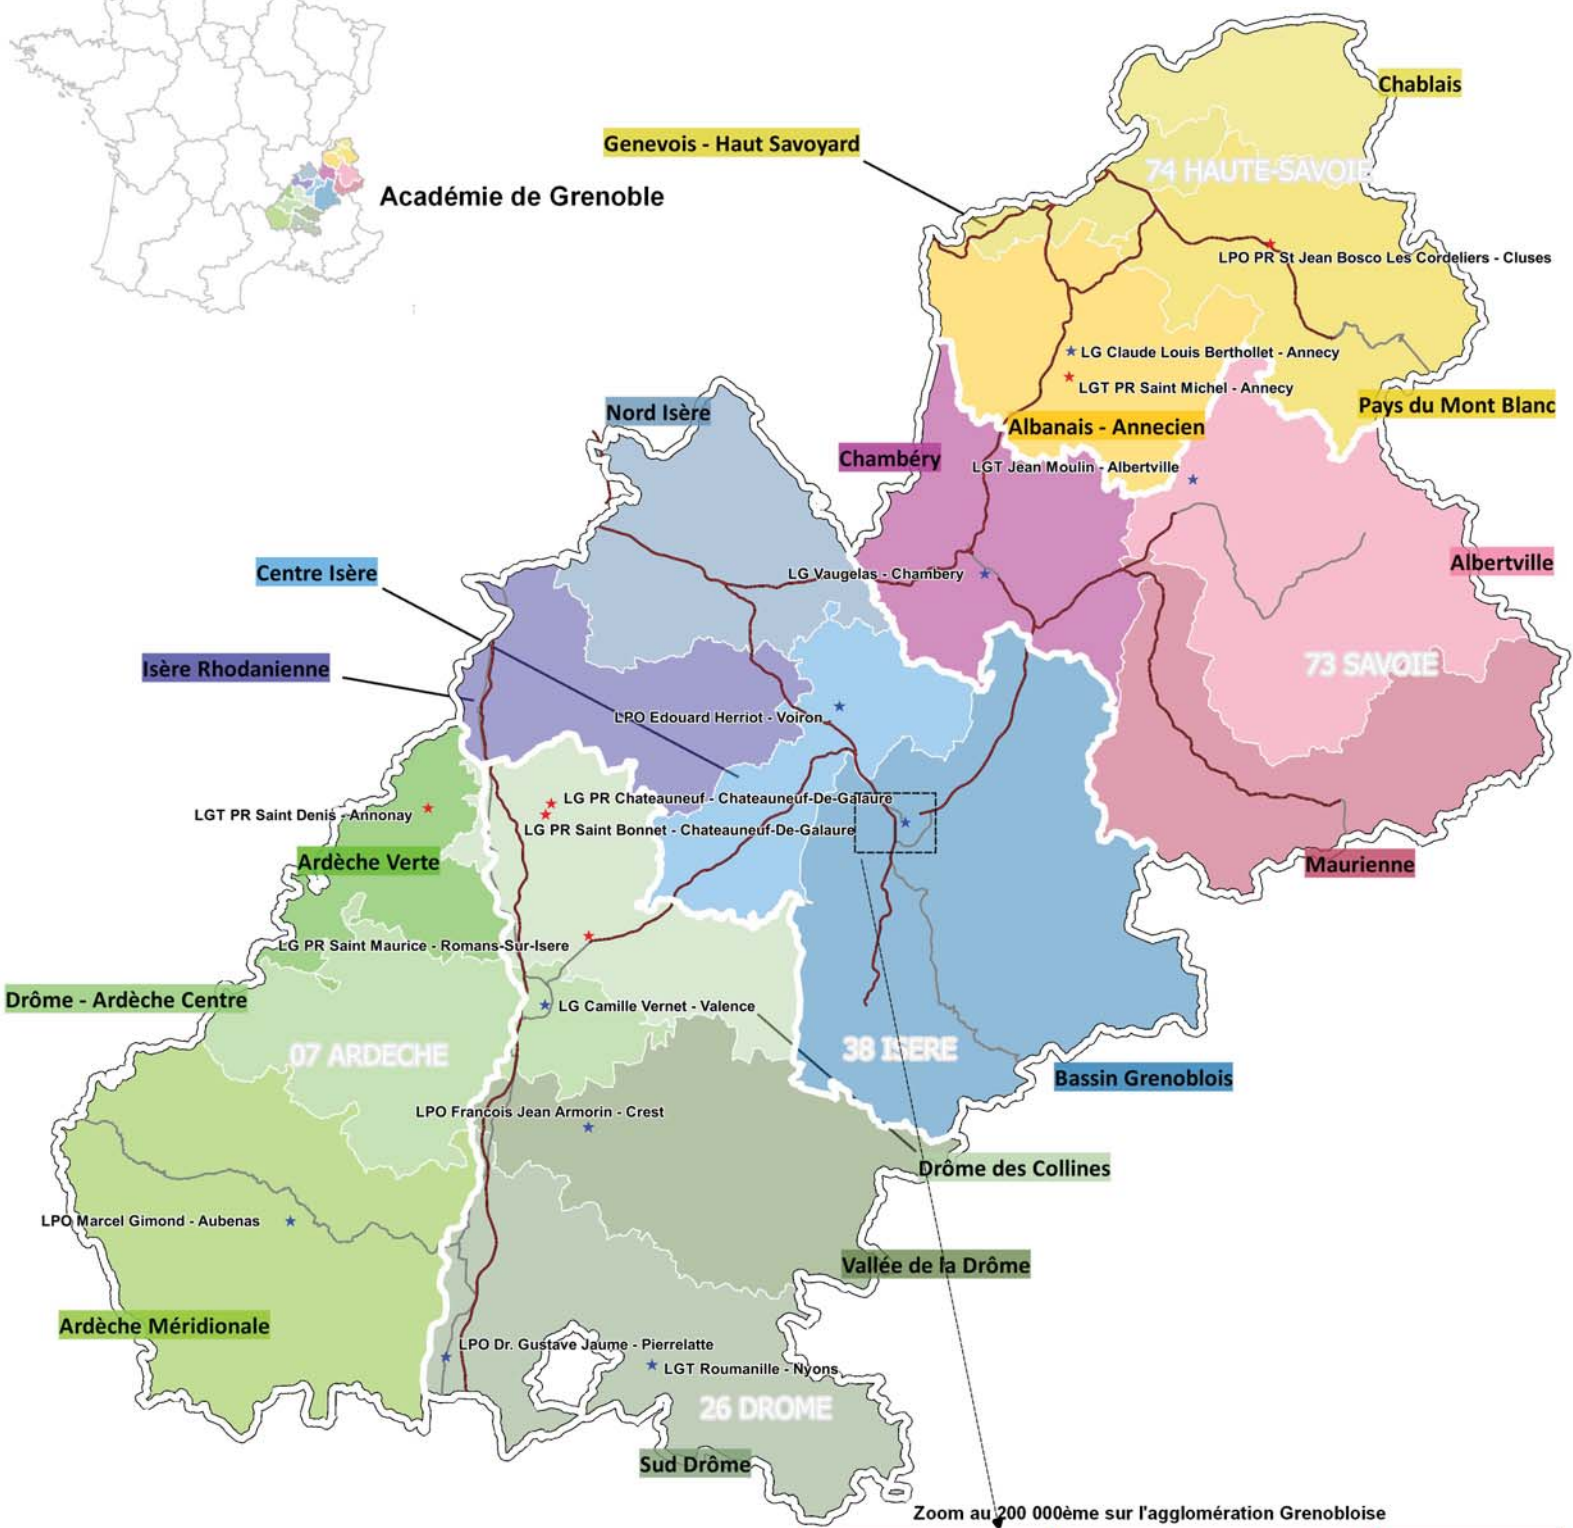 Chablais
Genevois - Haut Savoyard
74 HAUTE-SAVOIE
Académie de Grenoble
LPO PR St Jean Bosco Les Cordeliers - Cluses
LG Claude Louis Berthollet - Annecy
LGT PR Saint Michel - Annecy
Pays du Mont Blanc
Nord Isère
Albanais - Annecien
Chambéry
LGT Jean Moulin - Albertville
Albertville
Centre Isère
LG Vaugelas - Chambery
Isère Rhodanienne
73 SAVOIE
LPO Edouard Herriot - Voiron
LG PR Chateauneuf - Chateauneuf-De-Galaure
LGT PR Saint Denis - Annonay
LG PR Saint Bonnet - Chateauneuf-De-Galaure
Ardèche Verte
Maurienne
LG PR Saint Maurice - Romans-Sur-Isere
Drôme - Ardèche Centre
LG Camille Vernet - Valence
07 ARDECHE
38 ISERE
Bassin Grenoblois
LPO Francois Jean Armorin - Crest
Drôme des Collines
LPO Marcel Gimond - Aubenas
Vallée de la Drôme
Ardèche Méridionale
LPO Dr. Gustave Jaume - Pierrelatte
LGT Roumanille - Nyons
26 DROME
Sud Drôme
Zoom au 200 000ème sur l'agglomération Grenobloise